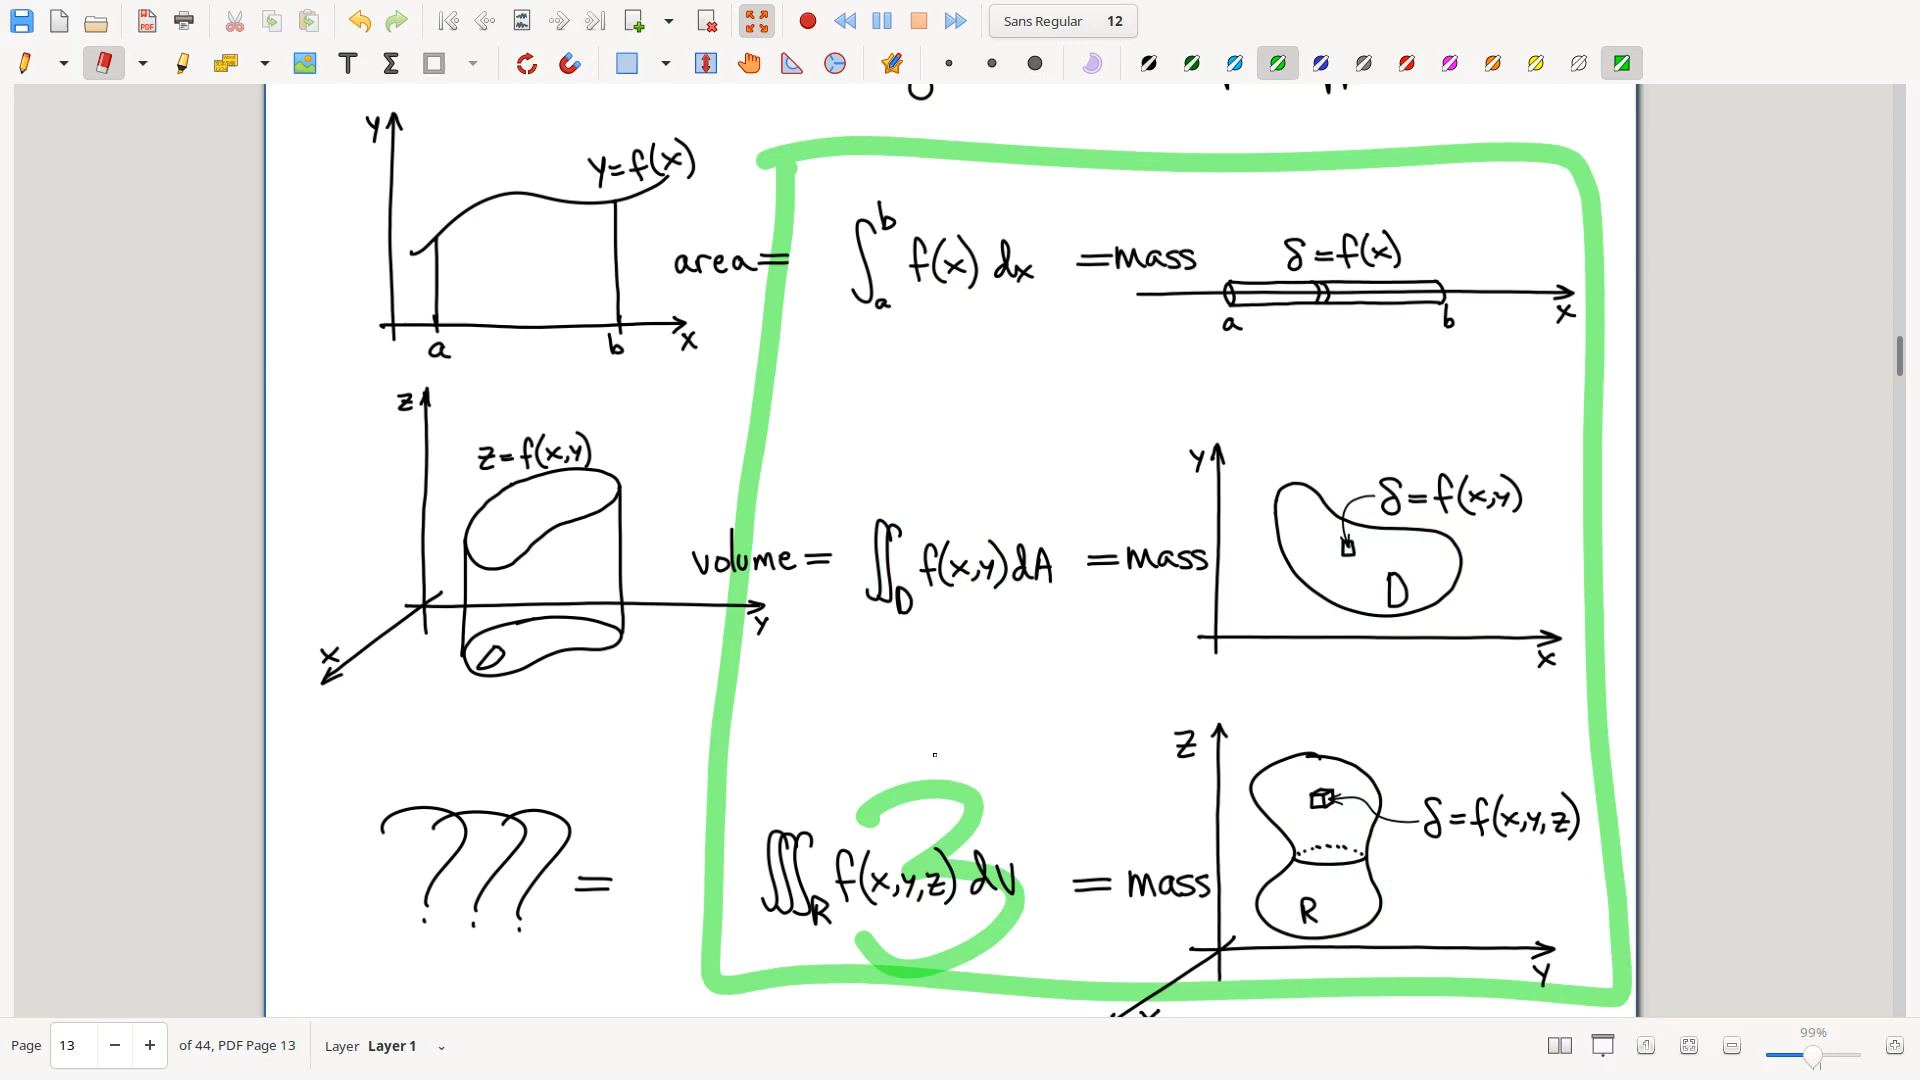 Sans Regular 12
y
y=f(x)
a b x
area= ∫ₐᵇ f(x) dx =mass
δ=f(x)
a b x
z
z=f(x,y)
D
x y
volume = ∬_D f(x,y)dA =mass
y
δ=f(x,y)
D
x
??? = ∭_R f(x,y,z) dV = mass
3
z
δ=f(x,y,z)
R
y
Page 13 of 44, PDF Page 13 Layer Layer 1 99%